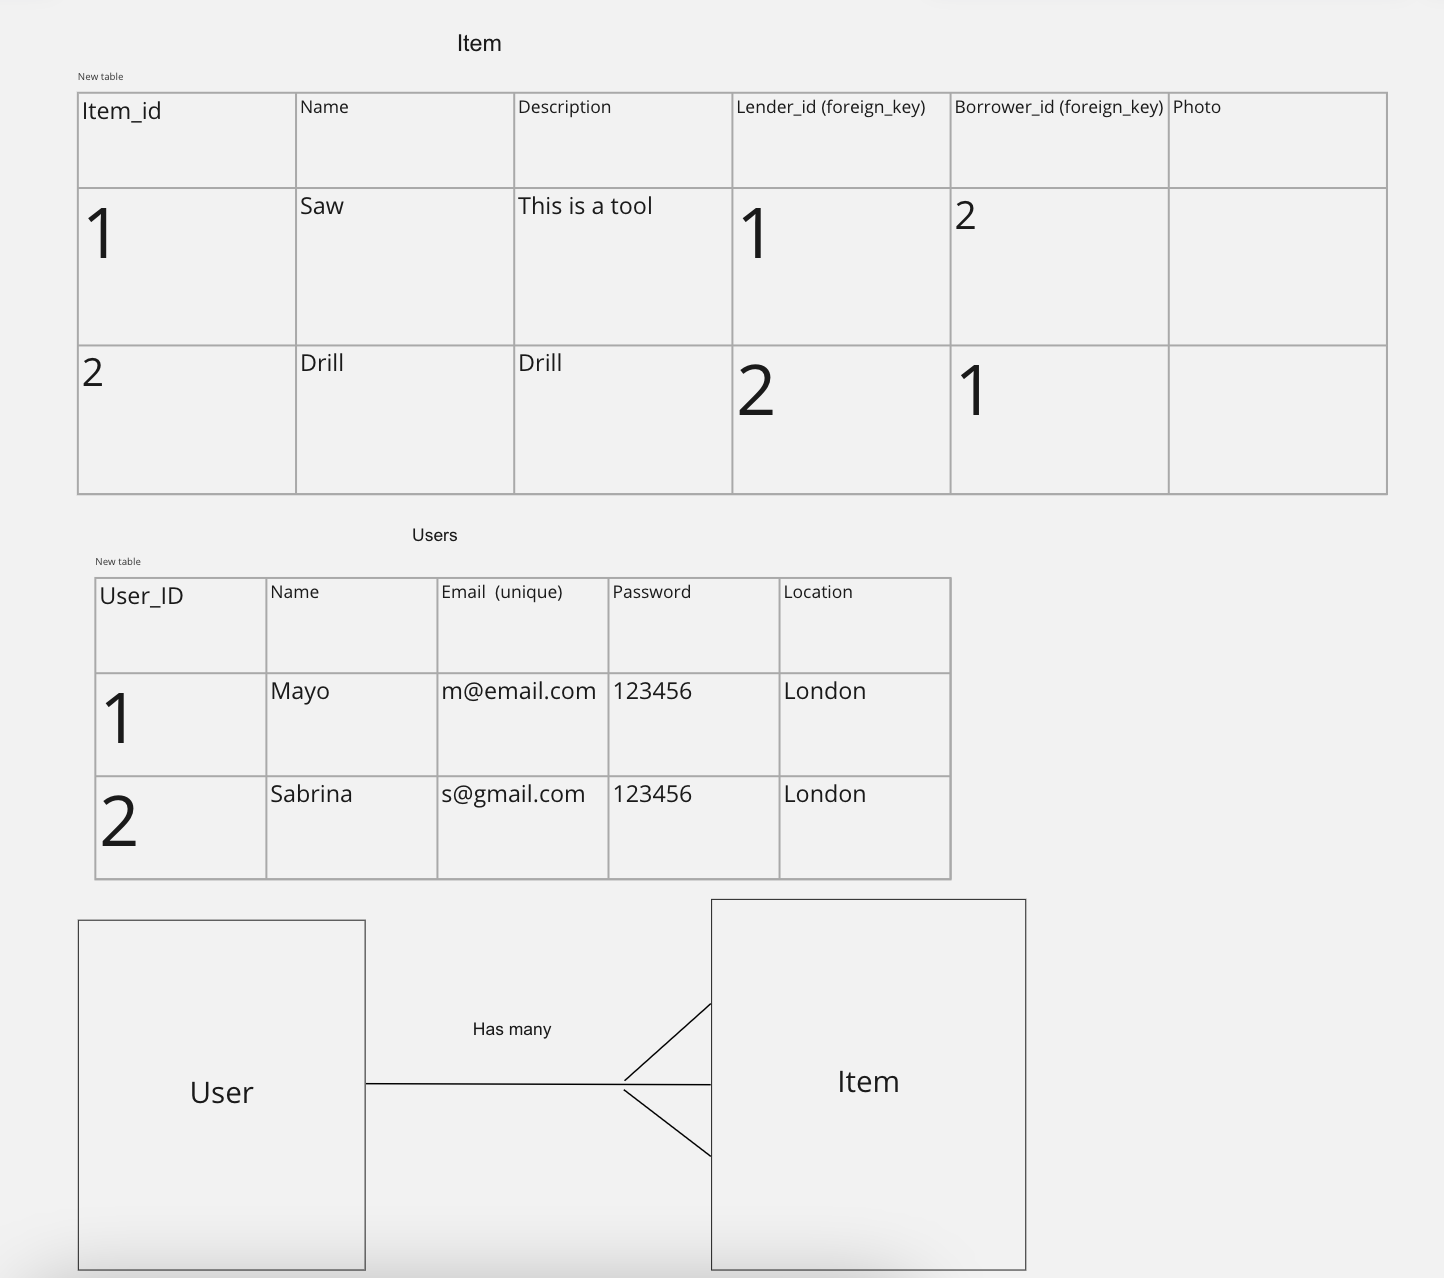 Item
New table
Item_id Name Description Lender_id (foreign_key) Borrower_id (foreign_key) Photo
1 Saw This is a tool 1 2
2 Drill Drill 2 1
Users
New table
User_ID Name Email (unique) Password Location
1 Mayo m@email.com 123456 London
2 Sabrina s@gmail.com 123456 London
Has many
User
Item